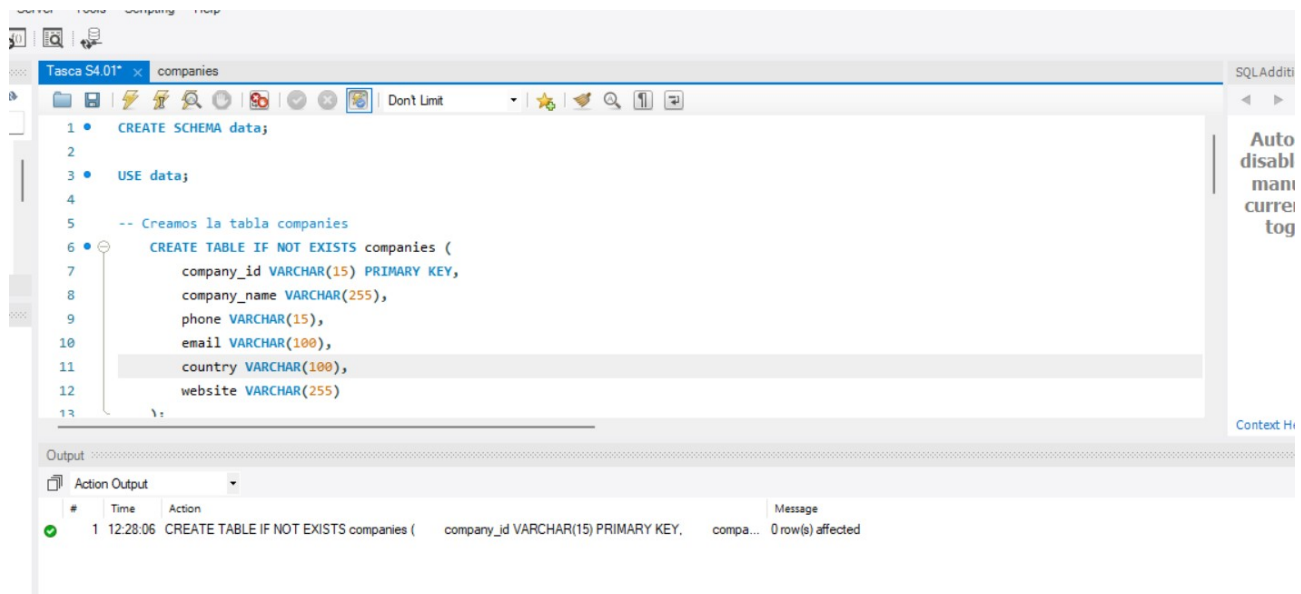 Tools Scripting Help
Tasca S4.01* × companies
SQLAdditi
Don't Limit
1 CREATE SCHEMA data;
2
3 USE data;
4
5 -- Creamos la tabla companies
6 CREATE TABLE IF NOT EXISTS companies (
7 company_id VARCHAR(15) PRIMARY KEY,
8 company_name VARCHAR(255),
9 phone VARCHAR(15),
10 email VARCHAR(100),
11 country VARCHAR(100),
12 website VARCHAR(255)
13 );
Auto
disabl
manu
curre
tog
Context He
Output
Action Output
# Time Action Message
1 12:28:06 CREATE TABLE IF NOT EXISTS companies ( company_id VARCHAR(15) PRIMARY KEY, compa... 0 row(s) affected